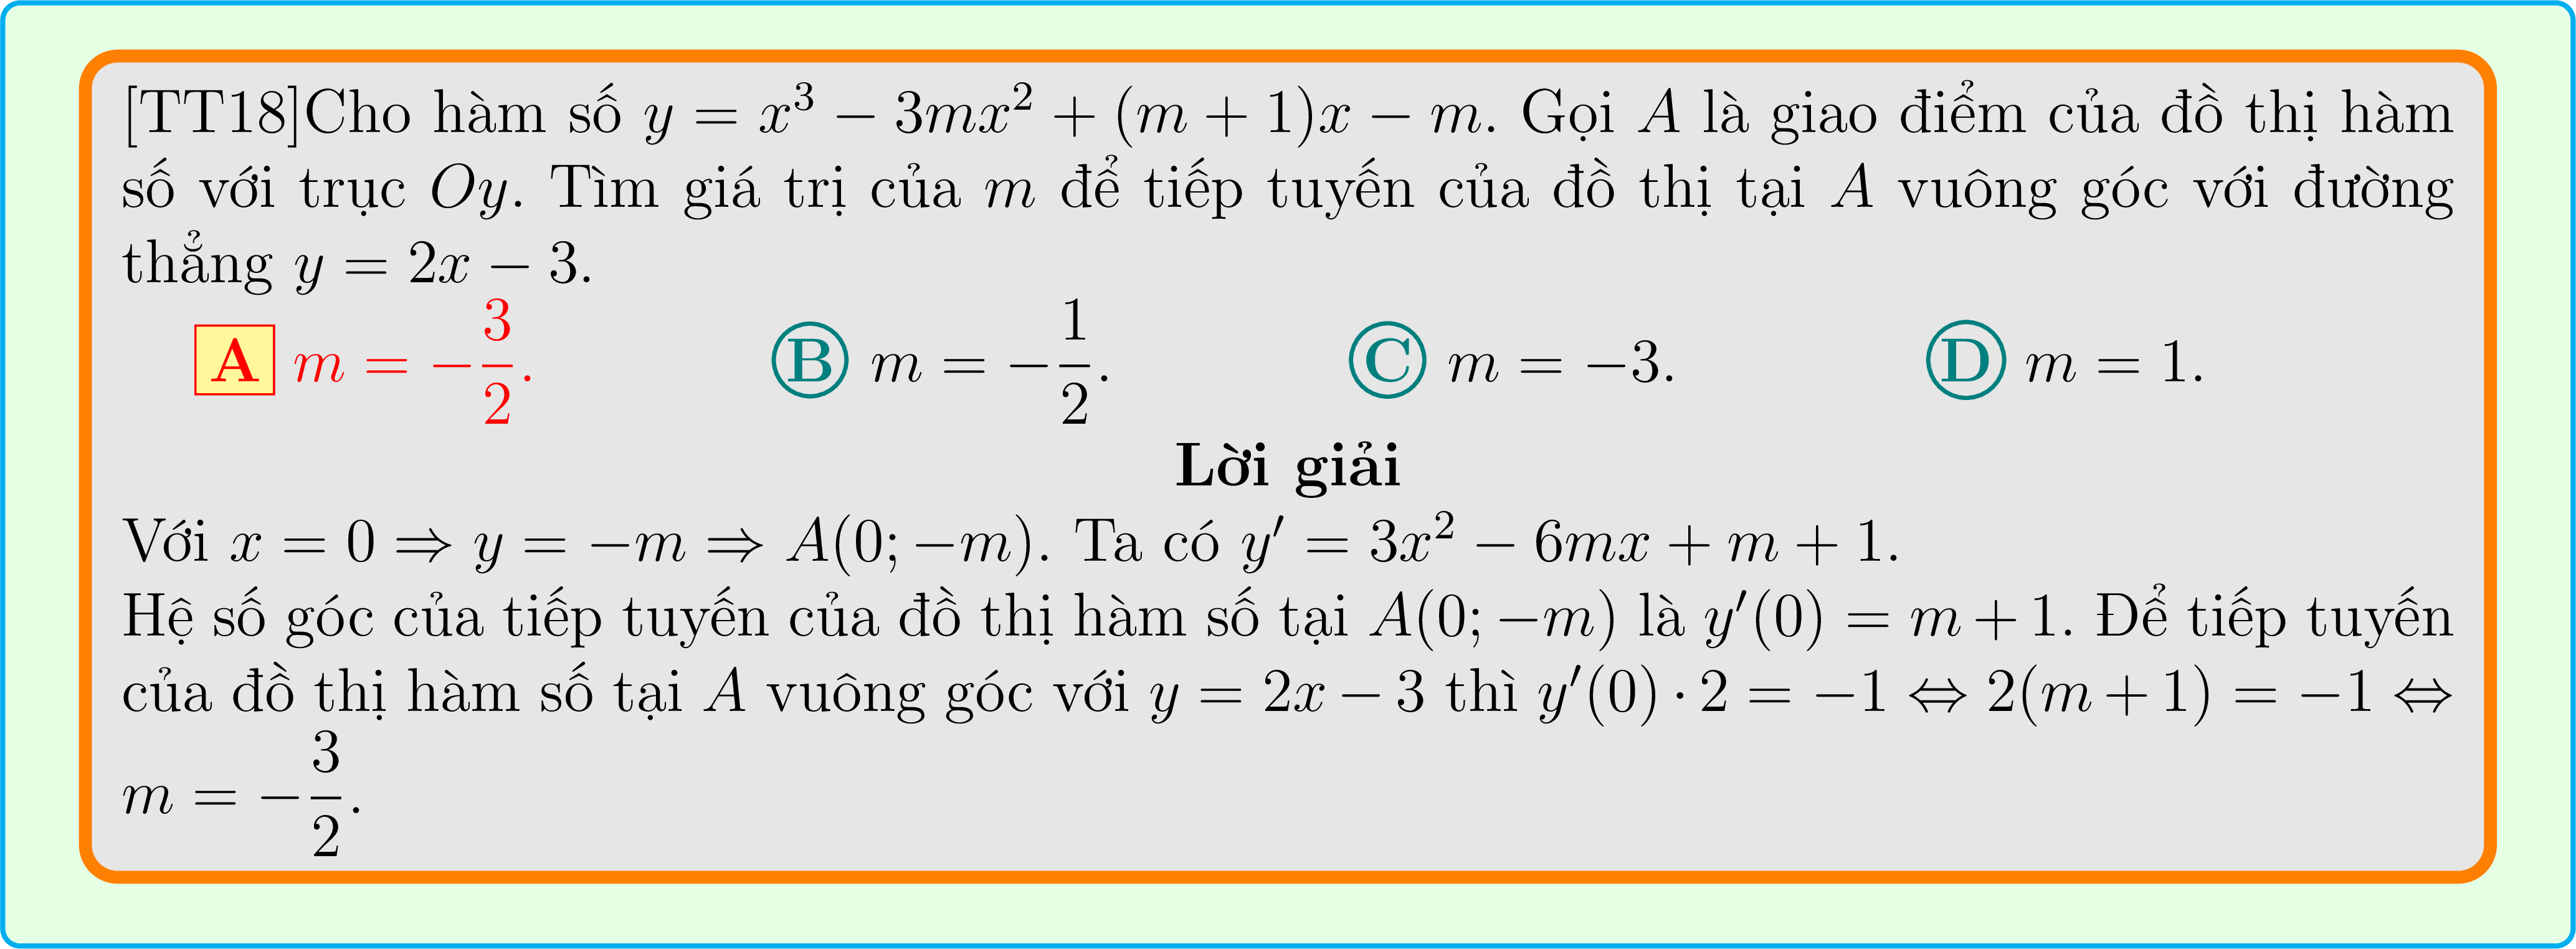 [TT18]Cho hàm số $y = x^3 - 3mx^2 + (m + 1)x - m$. Gọi $A$ là giao điểm của đồ thị hàm
số với trục $Oy$. Tìm giá trị của $m$ để tiếp tuyến của đồ thị tại $A$ vuông góc với đường
thẳng $y = 2x - 3$.
A $m = -\dfrac{3}{2}$. B $m = -\dfrac{1}{2}$. C $m = -3$. D $m = 1$.
Lời giải
Với $x = 0 \Rightarrow y = -m \Rightarrow A(0; -m)$. Ta có $y' = 3x^2 - 6mx + m + 1$.
Hệ số góc của tiếp tuyến của đồ thị hàm số tại $A(0; -m)$ là $y'(0) = m + 1$. Để tiếp tuyến
của đồ thị hàm số tại $A$ vuông góc với $y = 2x - 3$ thì $y'(0) \cdot 2 = -1 \Leftrightarrow 2(m + 1) = -1 \Leftrightarrow$
$m = -\dfrac{3}{2}$.